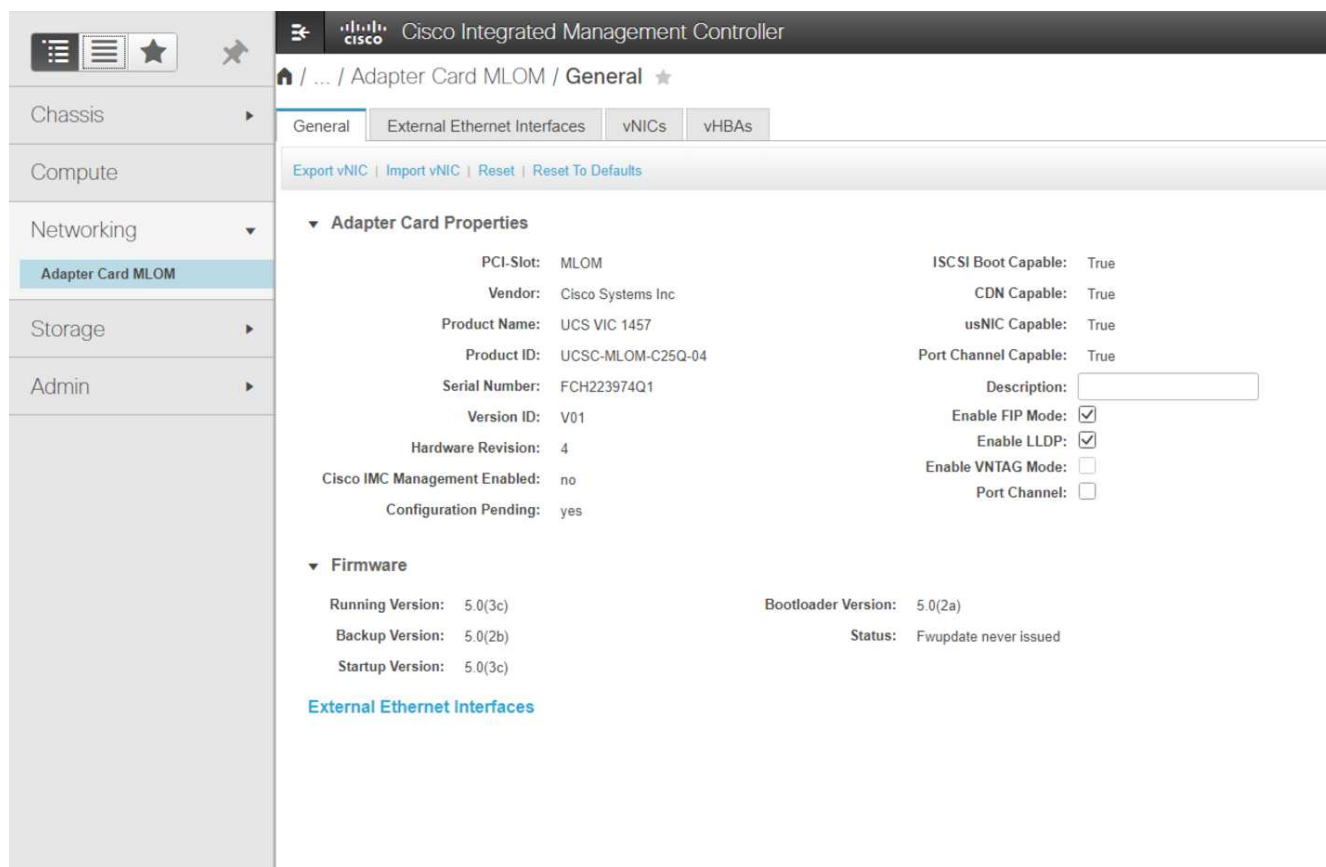 cisco Cisco Integrated Management Controller
/ ... / Adapter Card MLOM / General
Chassis
Compute
Networking
Adapter Card MLOM
Storage
Admin
General External Ethernet Interfaces vNICs vHBAs
Export vNIC | Import vNIC | Reset | Reset To Defaults
Adapter Card Properties
PCI-Slot: MLOM
Vendor: Cisco Systems Inc
Product Name: UCS VIC 1457
Product ID: UCSC-MLOM-C25Q-04
Serial Number: FCH223974Q1
Version ID: V01
Hardware Revision: 4
Cisco IMC Management Enabled: no
Configuration Pending: yes
ISCSI Boot Capable: True
CDN Capable: True
usNIC Capable: True
Port Channel Capable: True
Description:
Enable FIP Mode:
Enable LLDP:
Enable VNTAG Mode:
Port Channel:
Firmware
Running Version: 5.0(3c)
Backup Version: 5.0(2b)
Startup Version: 5.0(3c)
Bootloader Version: 5.0(2a)
Status: Fwupdate never issued
External Ethernet Interfaces